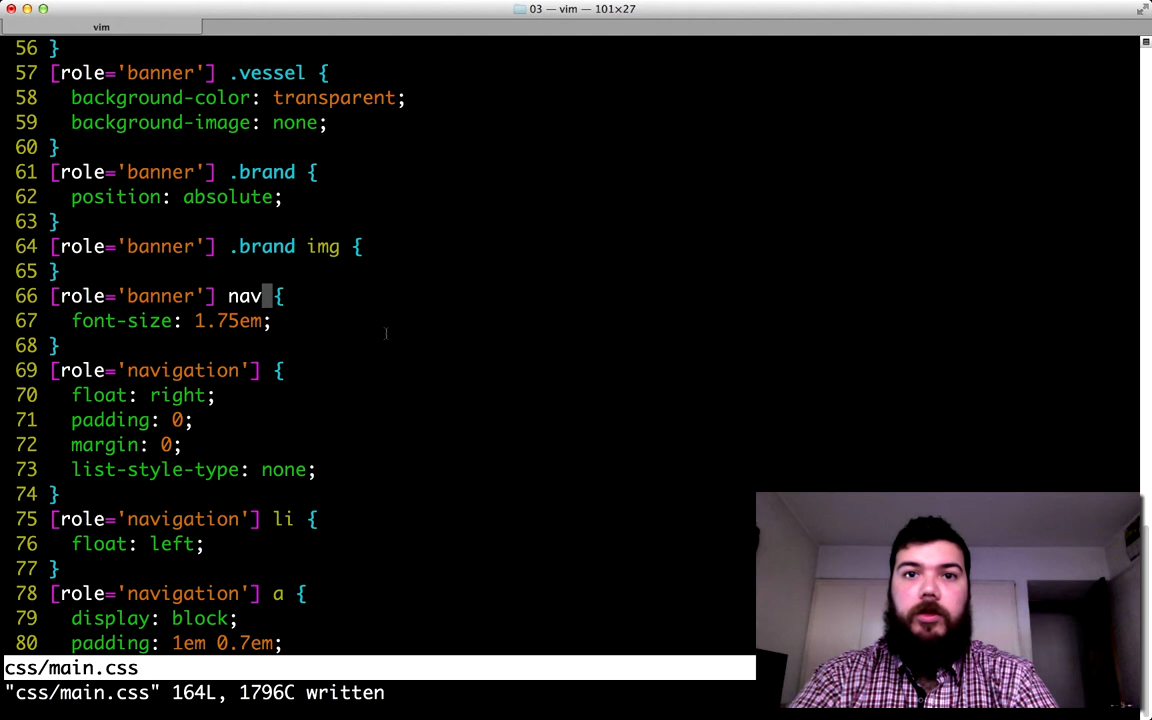 03 — vim — 101×27
vim
56 }
57 [role='banner'] .vessel {
58   background-color: transparent;
59   background-image: none;
60 }
61 [role='banner'] .brand {
62   position: absolute;
63 }
64 [role='banner'] .brand img {
65 }
66 [role='banner'] nav {
67   font-size: 1.75em;
68 }
69 [role='navigation'] {
70   float: right;
71   padding: 0;
72   margin: 0;
73   list-style-type: none;
74 }
75 [role='navigation'] li {
76   float: left;
77 }
78 [role='navigation'] a {
79   display: block;
80   padding: 1em 0.7em;
css/main.css
"css/main.css" 164L, 1796C written